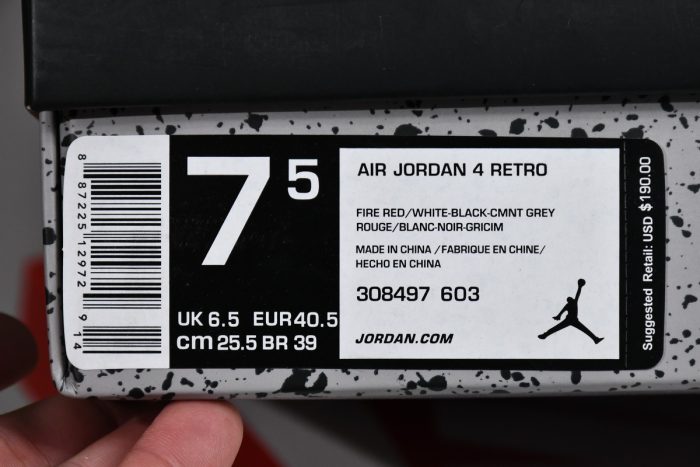 8 87225 12972 9 14
7 5
UK 6.5 EUR 40.5
cm 25.5 BR 39
AIR JORDAN 4 RETRO
FIRE RED/WHITE-BLACK-CMNT GREY
ROUGE/BLANC-NOIR-GRICIM
MADE IN CHINA /FABRIQUE EN CHINE/
HECHO EN CHINA
308497 603
JORDAN.COM
Suggested Retail: USD $190.00